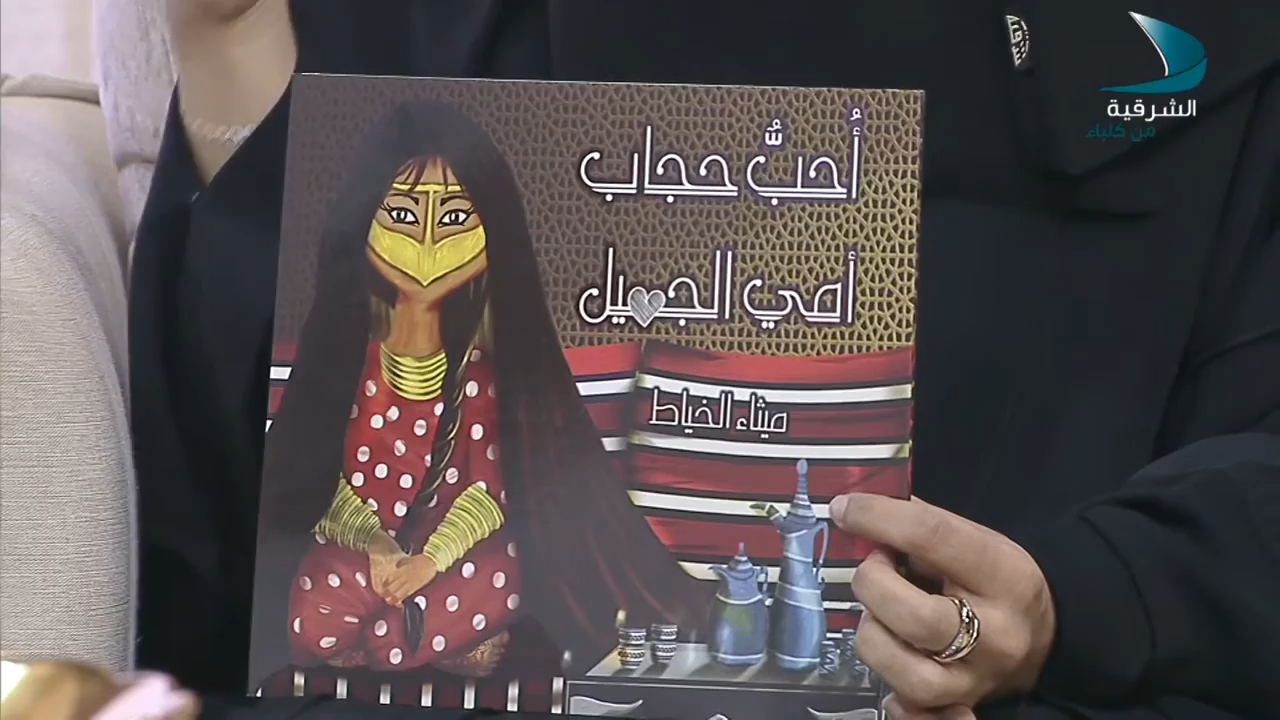 أُحبُّ حجاب
أمي الجميل
ميثاء الخياط
الشرقية
من كلباء